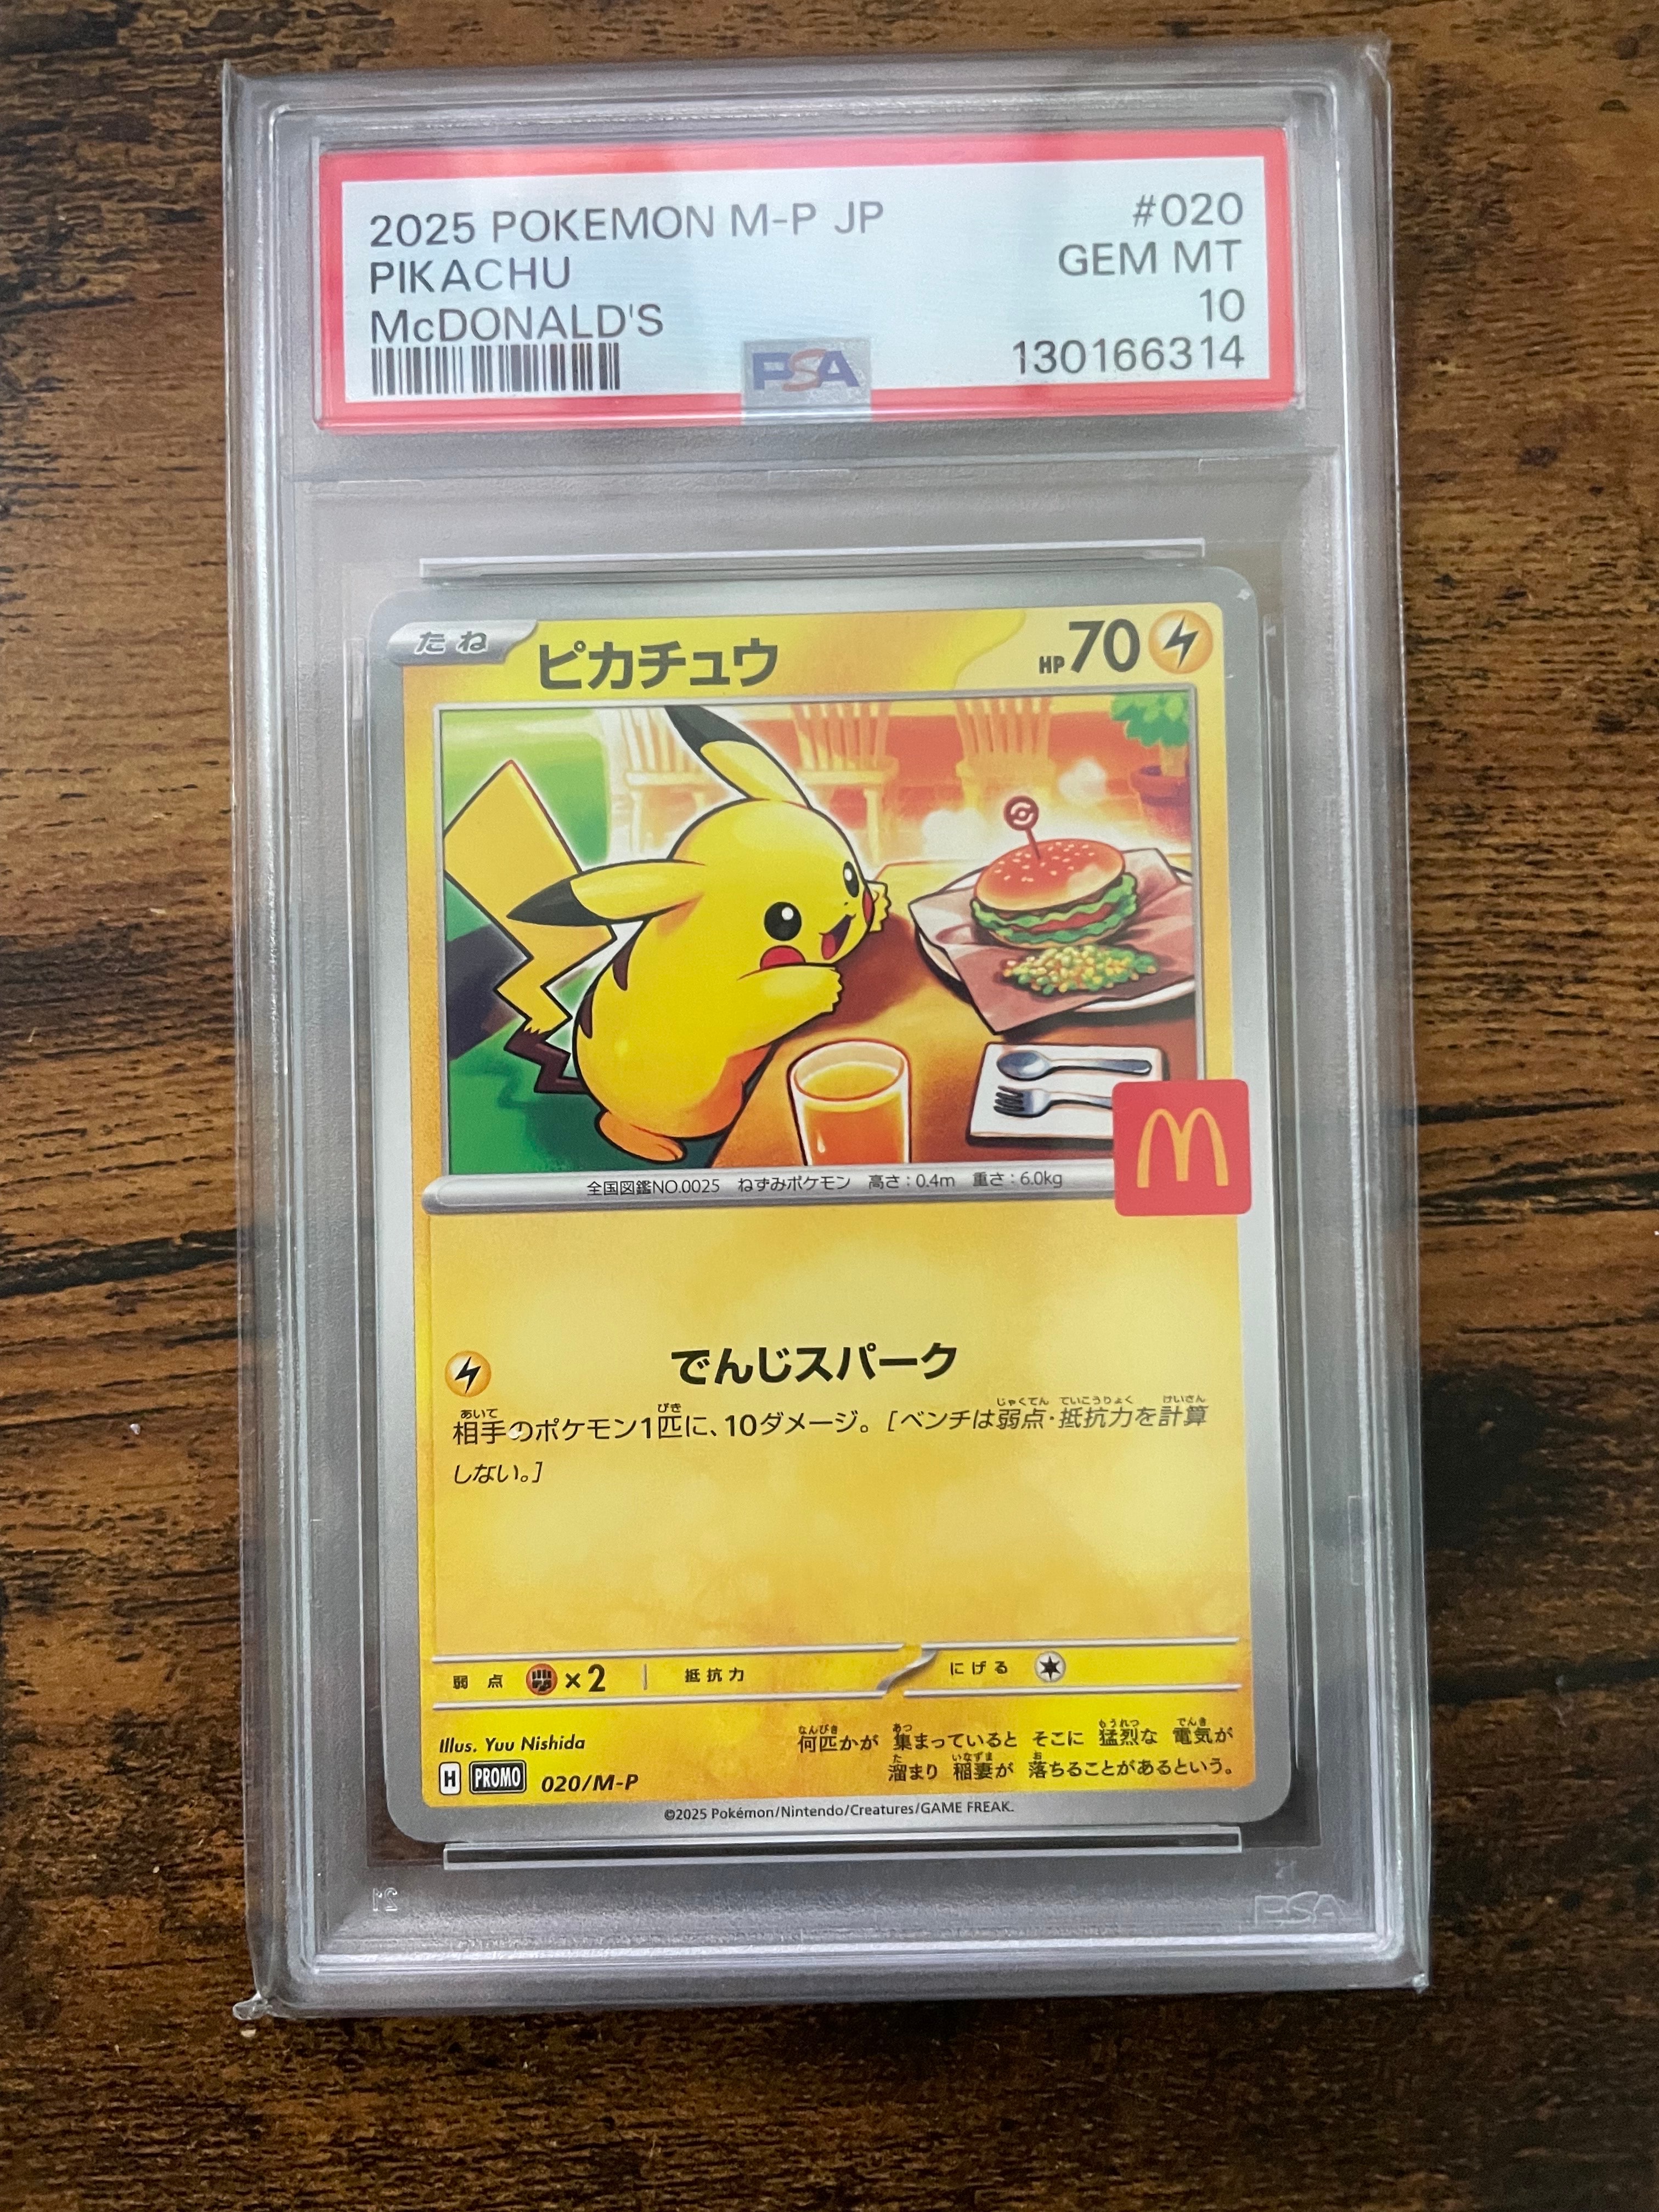 2025 POKEMON M-P JP #020
PIKACHU GEM MT
McDONALD'S 10
PSA 130166314
たね ピカチュウ HP70
M
全国図鑑NO.0025 ねずみポケモン 高さ:0.4m 重さ:6.0kg
でんじスパーク
相手のポケモン1匹に、10ダメージ。[ベンチは弱点・抵抗力を計算
しない。]
弱点 ×2 抵抗力 にげる
Illus. Yuu Nishida
何匹かが 集まっていると そこに 猛烈な 電気が
溜まり 稲妻が 落ちることがあるという。
H PROMO 020/M-P
©2025 Pokémon/Nintendo/Creatures/GAME FREAK.
PSA